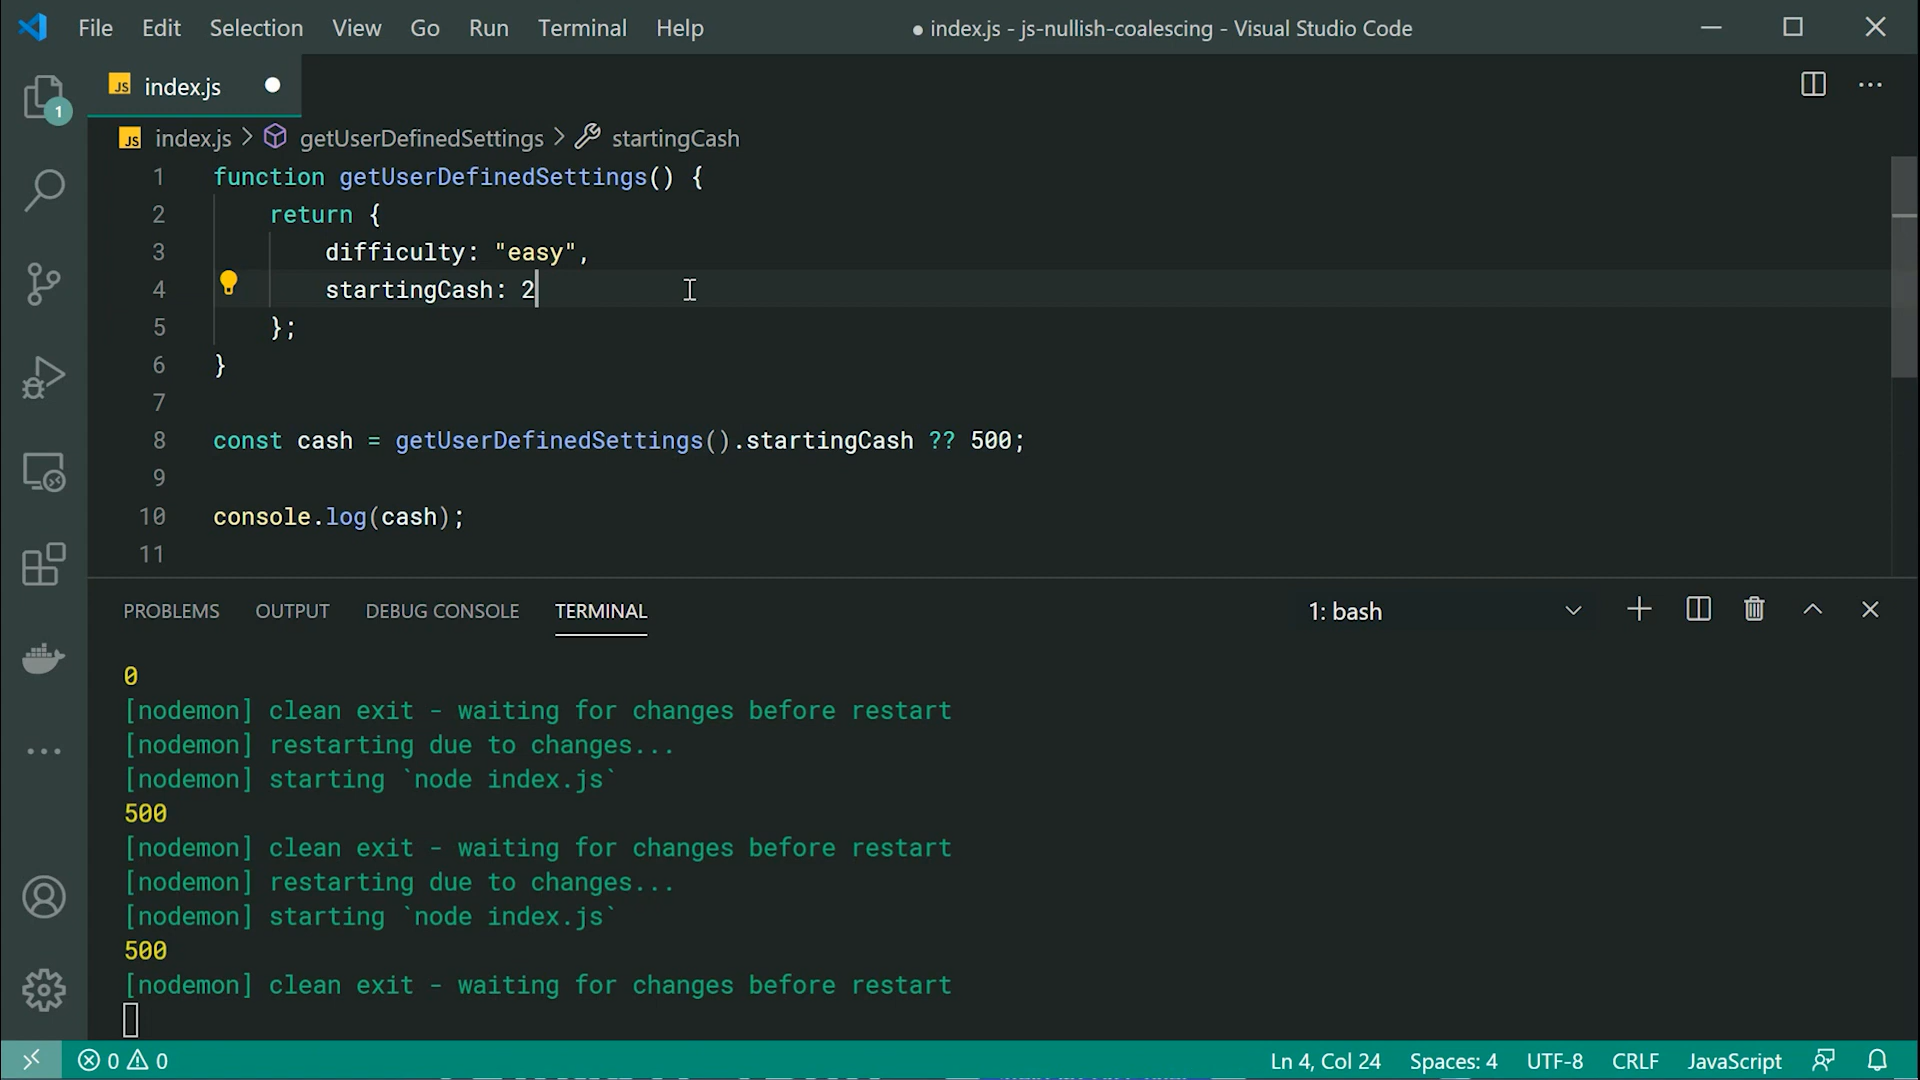 File Edit Selection View Go Run Terminal Help ● index.js - js-nullish-coalescing - Visual Studio Code
JS index.js
JS index.js > getUserDefinedSettings > startingCash
1
1 function getUserDefinedSettings() {
2 return {
3 difficulty: "easy",
4 startingCash: 2
5 };
6 }
7
8 const cash = getUserDefinedSettings().startingCash ?? 500;
9
10 console.log(cash);
11
PROBLEMS OUTPUT DEBUG CONSOLE TERMINAL 1: bash
0
[nodemon] clean exit - waiting for changes before restart
[nodemon] restarting due to changes...
[nodemon] starting `node index.js`
500
[nodemon] clean exit - waiting for changes before restart
[nodemon] restarting due to changes...
[nodemon] starting `node index.js`
500
[nodemon] clean exit - waiting for changes before restart
0 0 Ln 4, Col 24 Spaces: 4 UTF-8 CRLF JavaScript